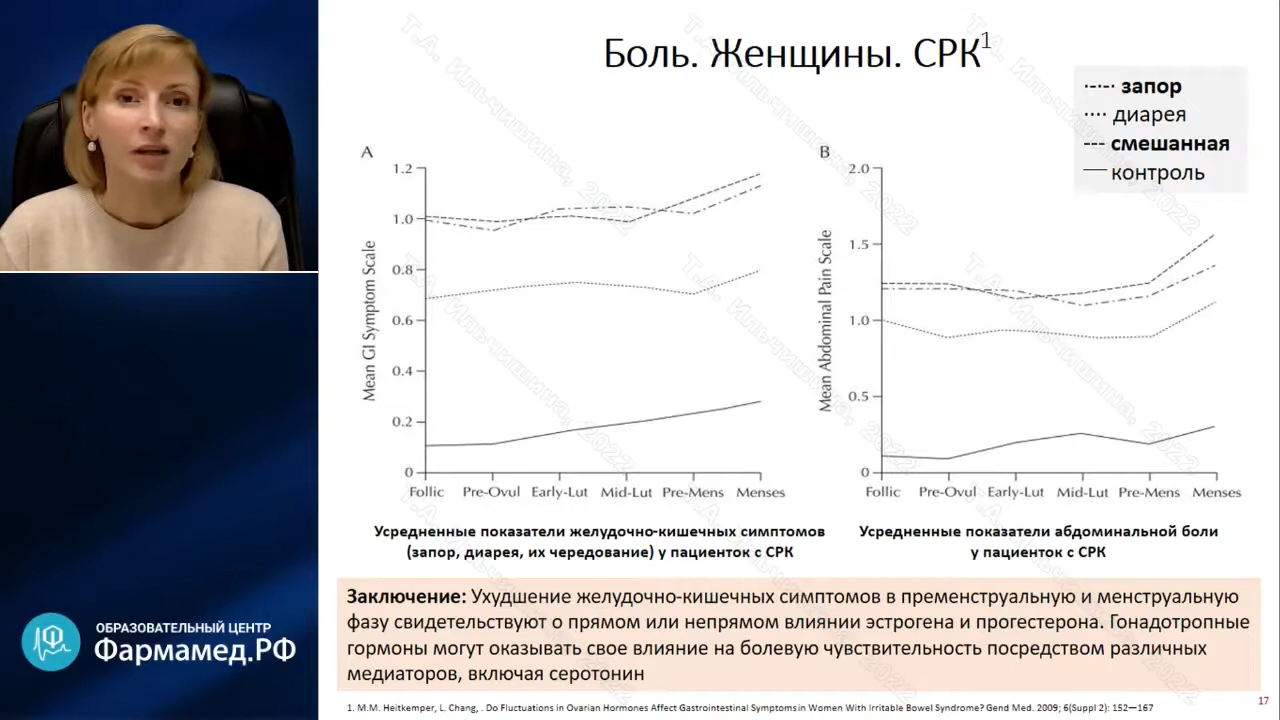 Боль. Женщины. СРК1
запор
диарея
смешанная
контроль
A
1.2
1.0
0.8
0.6
0.4
0.2
0
Mean GI Symptom Scale
Follic Pre-Ovul Early-Lut Mid-Lut Pre-Mens Menses
B
2.0
1.5
1.0
0.5
0
Mean Abdominal Pain Scale
Follic Pre-Ovul Early-Lut Mid-Lut Pre-Mens Menses
Усредненные показатели желудочно-кишечных симптомов
(запор, диарея, их чередование) у пациенток с СРК
Усредненные показатели абдоминальной боли
у пациенток с СРК
Заключение: Ухудшение желудочно-кишечных симптомов в пременструальную и менструальную
фазу свидетельствуют о прямом или непрямом влиянии эстрогена и прогестерона. Гонадотропные
гормоны могут оказывать свое влияние на болевую чувствительность посредством различных
медиаторов, включая серотонин
1. M.M. Heitkemper, L. Chang, . Do Fluctuations in Ovarian Hormones Affect Gastrointestinal Symptoms in Women With Irritable Bowel Syndrome? Gend Med. 2009; 6(Suppl 2): 152—167
17
ОБРАЗОВАТЕЛЬНЫЙ ЦЕНТР
Фармамед.РФ
Т.А. Ильчишина, 2022